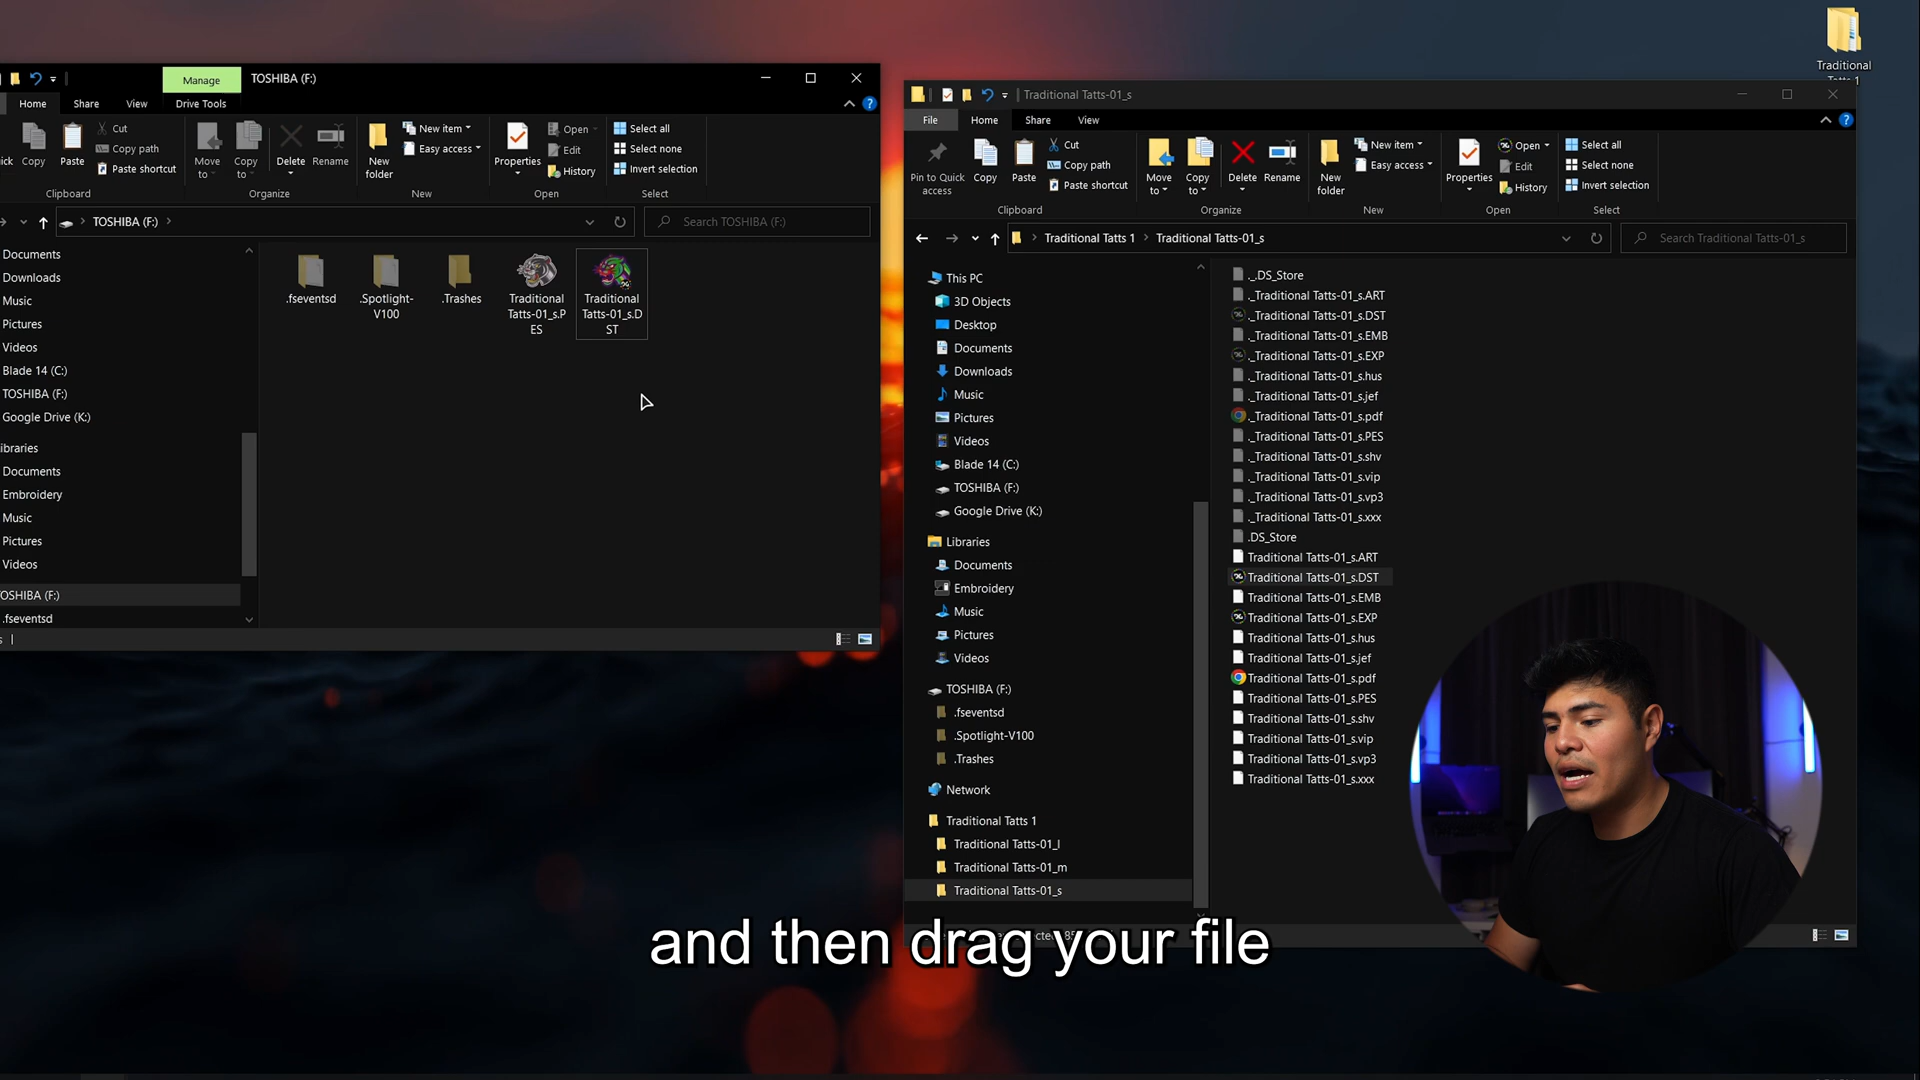 Traditional
Tatts 1
Manage
TOSHIBA (F:)
Home
Share
View
Drive Tools
Copy
Paste
Cut
Copy path
Paste shortcut
Clipboard
Move
to
Copy
to
Delete
Rename
Organize
New
folder
New item
Easy access
New
Properties
Open
Edit
History
Open
Select all
Select none
Invert selection
Select
TOSHIBA (F:)
Search TOSHIBA (F:)
Documents
Downloads
Music
Pictures
Videos
Blade 14 (C:)
TOSHIBA (F:)
Google Drive (K:)
ibraries
Documents
Embroidery
Music
Pictures
Videos
OSHIBA (F:)
.fseventsd
.fseventsd
.Spotlight-
V100
.Trashes
Traditional
Tatts-01_s.P
ES
Traditional
Tatts-01_s.D
ST
Traditional Tatts-01_s
File
Home
Share
View
Pin to Quick
access
Copy
Paste
Cut
Copy path
Paste shortcut
Clipboard
Move
to
Copy
to
Delete
Rename
Organize
New
folder
New item
Easy access
New
Properties
Open
Edit
History
Open
Select all
Select none
Invert selection
Select
Traditional Tatts 1 > Traditional Tatts-01_s
Search Traditional Tatts-01_s
This PC
3D Objects
Desktop
Documents
Downloads
Music
Pictures
Videos
Blade 14 (C:)
TOSHIBA (F:)
Google Drive (K:)
Libraries
Documents
Embroidery
Music
Pictures
Videos
TOSHIBA (F:)
.fseventsd
.Spotlight-V100
.Trashes
Network
Traditional Tatts 1
Traditional Tatts-01_l
Traditional Tatts-01_m
Traditional Tatts-01_s
._.DS_Store
._Traditional Tatts-01_s.ART
._Traditional Tatts-01_s.DST
._Traditional Tatts-01_s.EMB
._Traditional Tatts-01_s.EXP
._Traditional Tatts-01_s.hus
._Traditional Tatts-01_s.jef
._Traditional Tatts-01_s.pdf
._Traditional Tatts-01_s.PES
._Traditional Tatts-01_s.shv
._Traditional Tatts-01_s.vip
._Traditional Tatts-01_s.vp3
._Traditional Tatts-01_s.xxx
.DS_Store
Traditional Tatts-01_s.ART
Traditional Tatts-01_s.DST
Traditional Tatts-01_s.EMB
Traditional Tatts-01_s.EXP
Traditional Tatts-01_s.hus
Traditional Tatts-01_s.jef
Traditional Tatts-01_s.pdf
Traditional Tatts-01_s.PES
Traditional Tatts-01_s.shv
Traditional Tatts-01_s.vip
Traditional Tatts-01_s.vp3
Traditional Tatts-01_s.xxx
and then drag your file